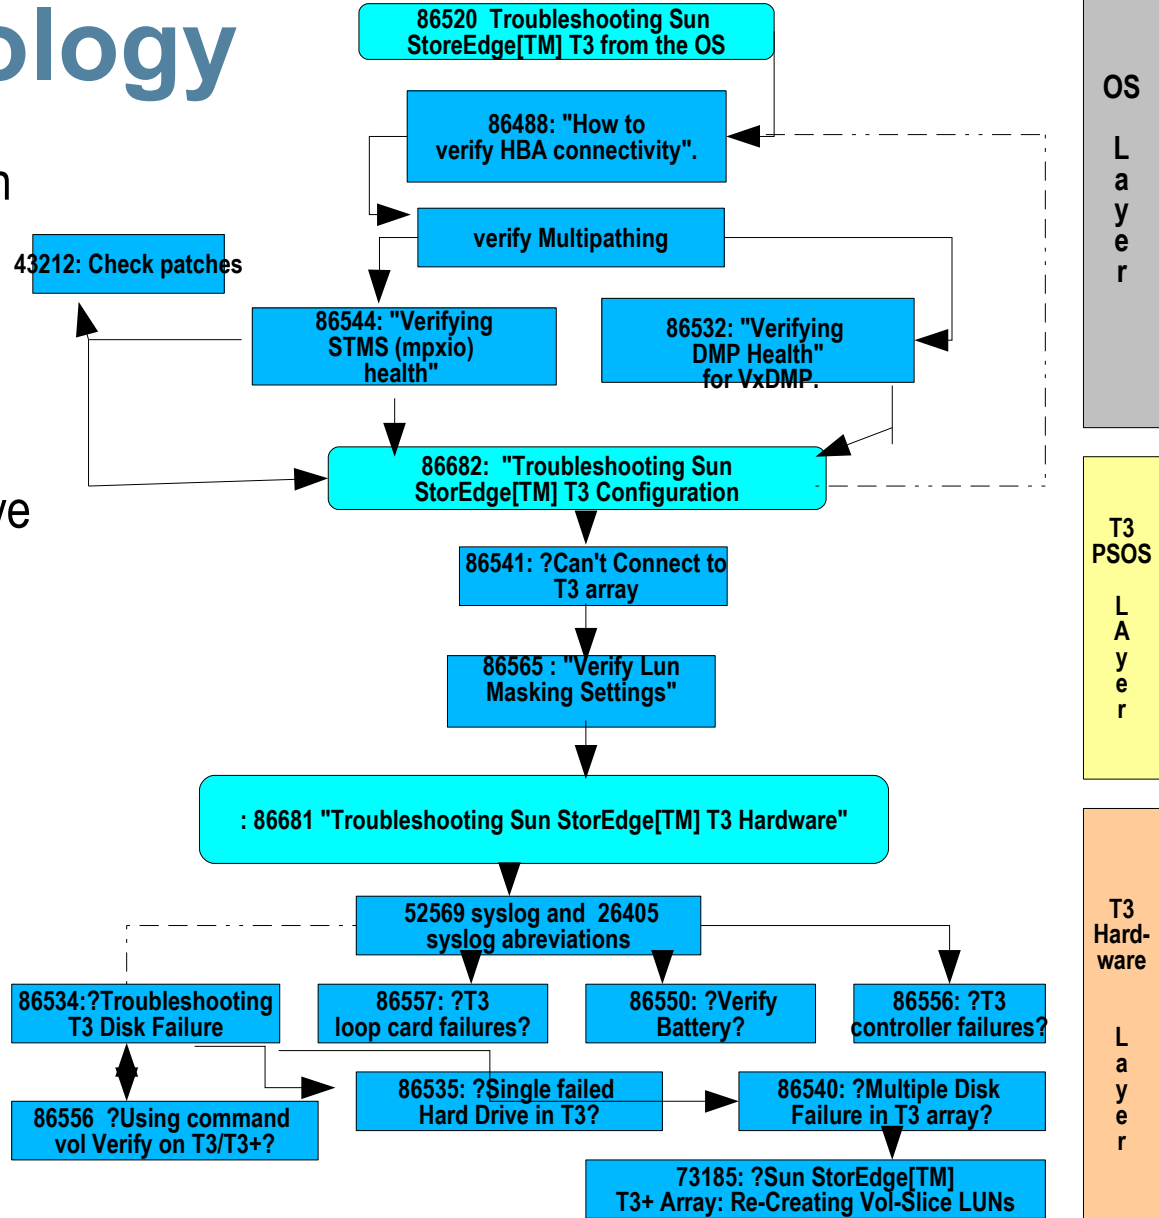 ology
86520  Troubleshooting Sun
StoreEdge[TM] T3 from the OS
86488: "How to
verify HBA connectivity".
n
verify Multipathing
43212: Check patches
86544: "Verifying
STMS (mpxio)
health"
86532: "Verifying
DMP Health"
for VxDMP.
86682:  "Troubleshooting Sun
StorEdge[TM] T3 Configuration
ve
86541: ?Can't Connect to
T3 array
86565 : "Verify Lun
Masking Settings"
: 86681 "Troubleshooting Sun StorEdge[TM] T3 Hardware"
52569 syslog and  26405
syslog abreviations
86534:?Troubleshooting
T3 Disk Failure
86557: ?T3
loop card failures?
86550: ?Verify
Battery?
86556: ?T3
controller failures?
86556  ?Using command
vol Verify on T3/T3+?
86535: ?Single failed
Hard Drive in T3?
86540: ?Multiple Disk
Failure in T3 array?
73185: ?Sun StorEdge[TM]
T3+ Array: Re-Creating Vol-Slice LUNs
OS
L
a
y
e
r
T3
PSOS
L
A
y
e
r
T3
Hard-
ware
L
a
y
e
r